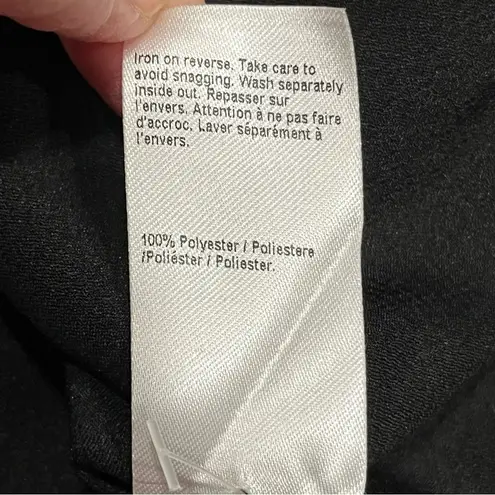 Iron on reverse. Take care to
avoid snagging. Wash separately
inside out. Repasser sur
l'envers. Attention à ne pas faire
d'accroc. Laver séparément à
l'envers.
100% Polyester / Poliestere
/Poliéster / Poliester.